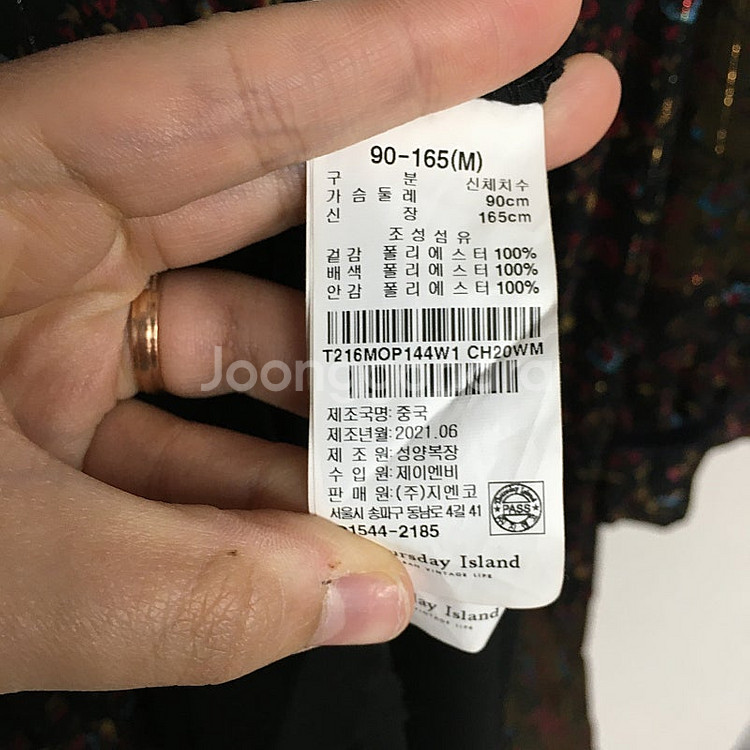 90-165(M)
구 분 신체치수
가 슴 둘 레 90cm
신 장 165cm
조 성 섬 유
겉 감 폴 리 에 스 터 100%
배 색 폴 리 에 스 터 100%
안 감 폴 리 에 스 터 100%
T216MOP144W1 CH20WM
제조국명: 중국
제조년월: 2021.06
제 조 원: 성양복장
수 입 원: 제이엔비
판 매 원: (주)지엔코
서울시 송파구 동남로 4길 41
1544-2185
PASS
Island
VINTAGE LIFE
Island